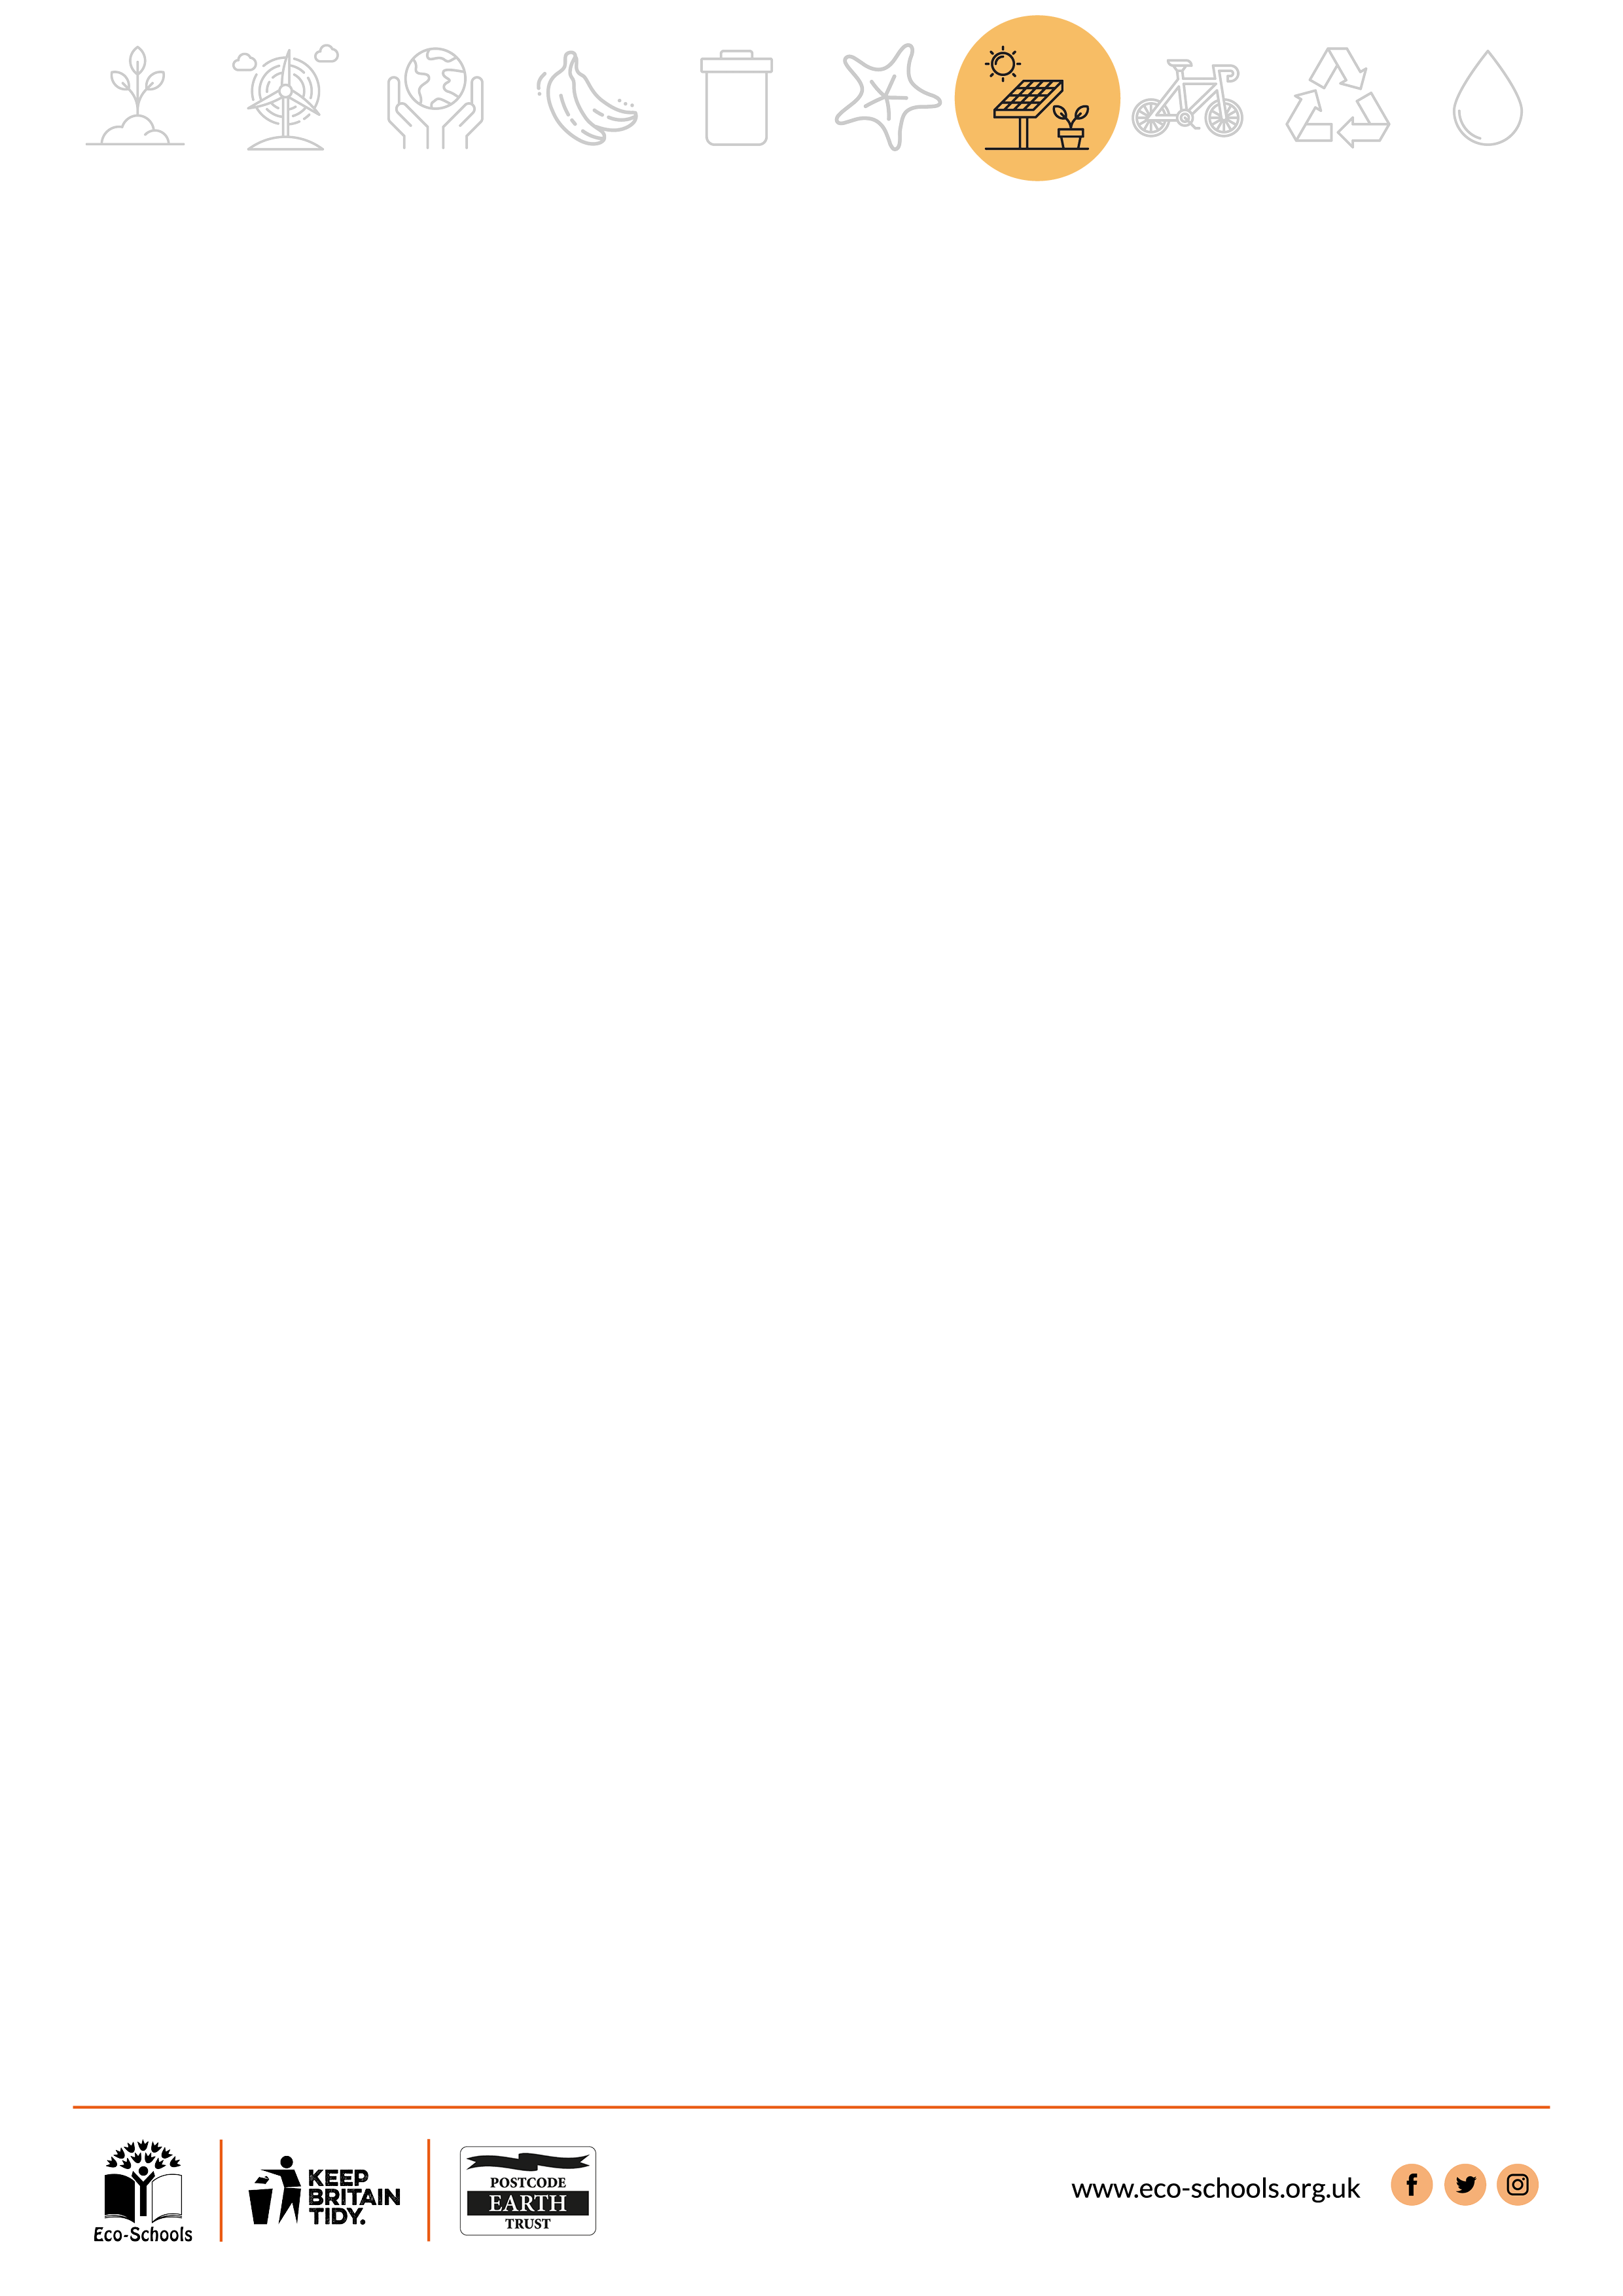 Eco-Schools
KEEP
BRITAIN
TIDY.
POSTCODE
EARTH
TRUST
www.eco-schools.org.uk